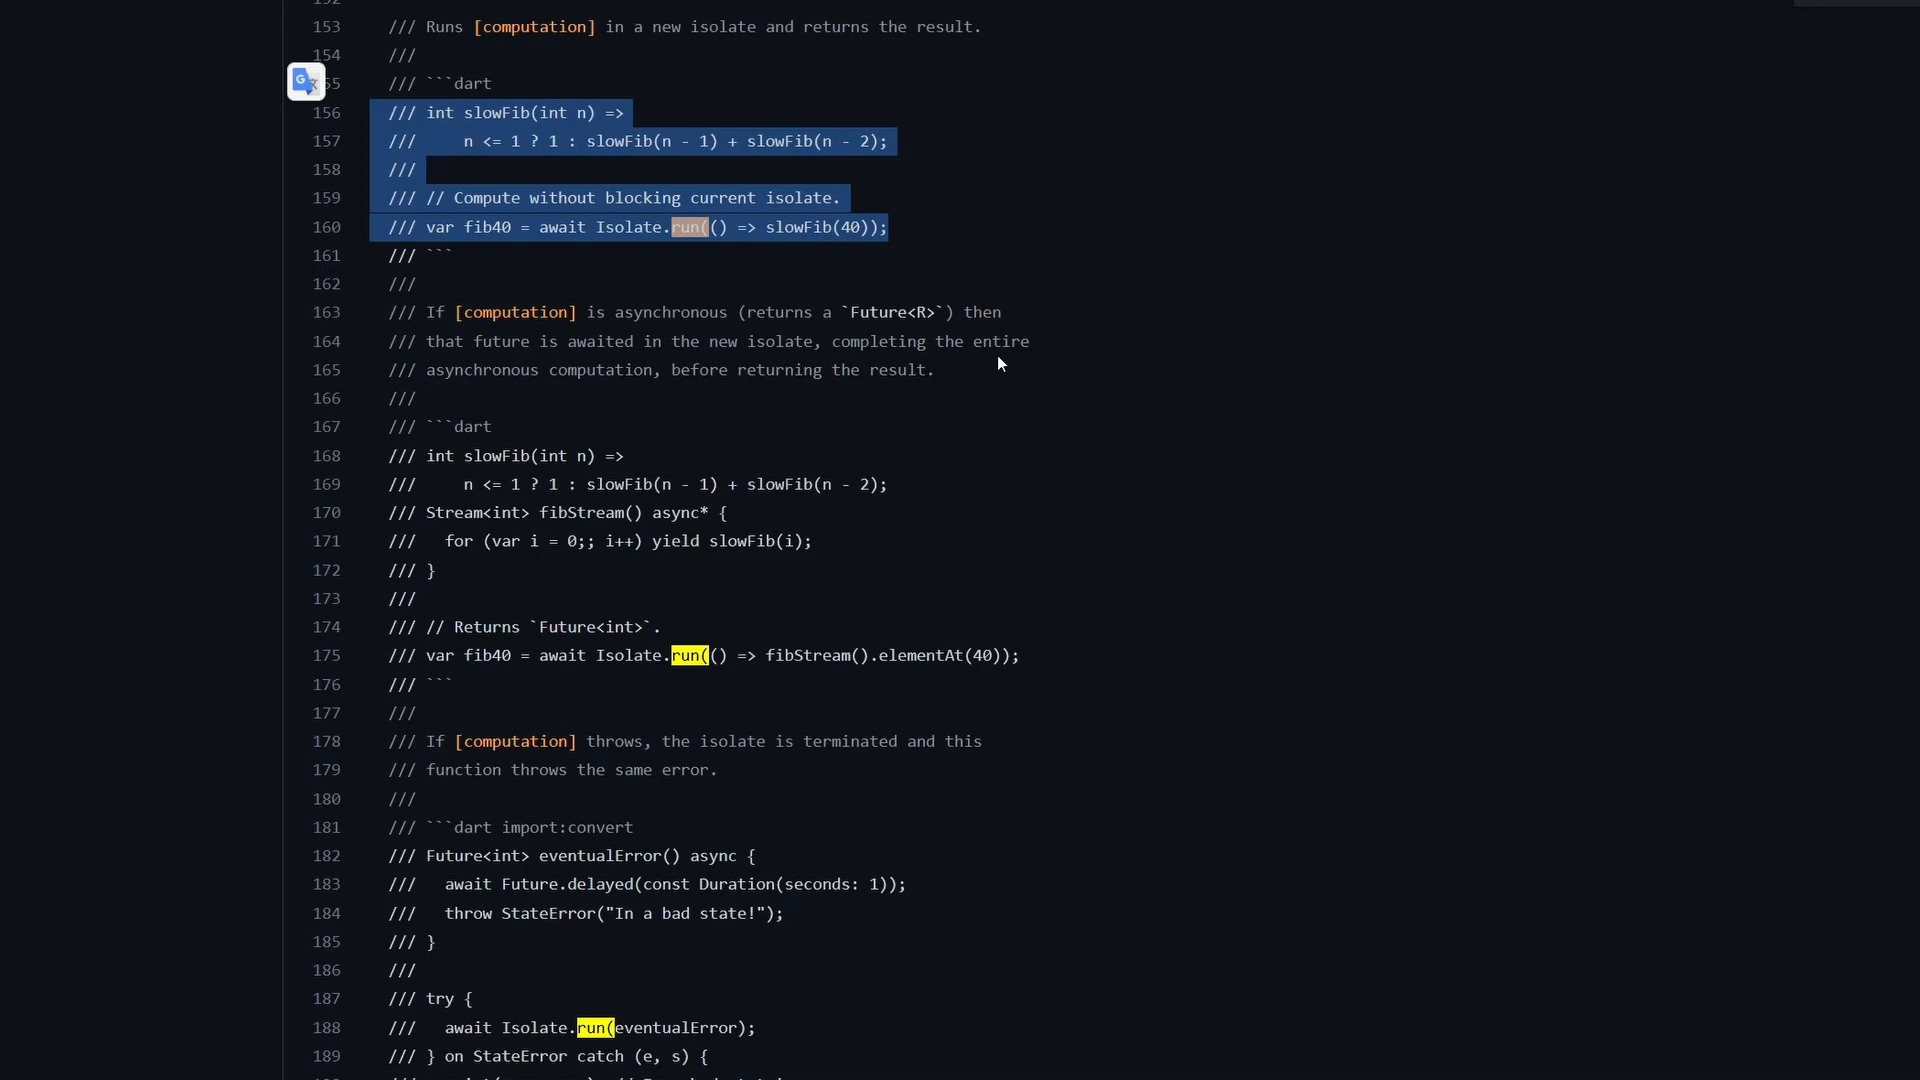 153 /// Runs [computation] in a new isolate and returns the result.
154 ///
55 /// ```dart
156 /// int slowFib(int n) =>
157 ///     n <= 1 ? 1 : slowFib(n - 1) + slowFib(n - 2);
158 ///
159 /// // Compute without blocking current isolate.
160 /// var fib40 = await Isolate.run(() => slowFib(40));
161 /// ```
162 ///
163 /// If [computation] is asynchronous (returns a `Future<R>`) then
164 /// that future is awaited in the new isolate, completing the entire
165 /// asynchronous computation, before returning the result.
166 ///
167 /// ```dart
168 /// int slowFib(int n) =>
169 ///     n <= 1 ? 1 : slowFib(n - 1) + slowFib(n - 2);
170 /// Stream<int> fibStream() async* {
171 ///   for (var i = 0;; i++) yield slowFib(i);
172 /// }
173 ///
174 /// // Returns `Future<int>`.
175 /// var fib40 = await Isolate.run(() => fibStream().elementAt(40));
176 /// ```
177 ///
178 /// If [computation] throws, the isolate is terminated and this
179 /// function throws the same error.
180 ///
181 /// ```dart import:convert
182 /// Future<int> eventualError() async {
183 ///   await Future.delayed(const Duration(seconds: 1));
184 ///   throw StateError("In a bad state!");
185 /// }
186 ///
187 /// try {
188 ///   await Isolate.run(eventualError);
189 /// } on StateError catch (e, s) {